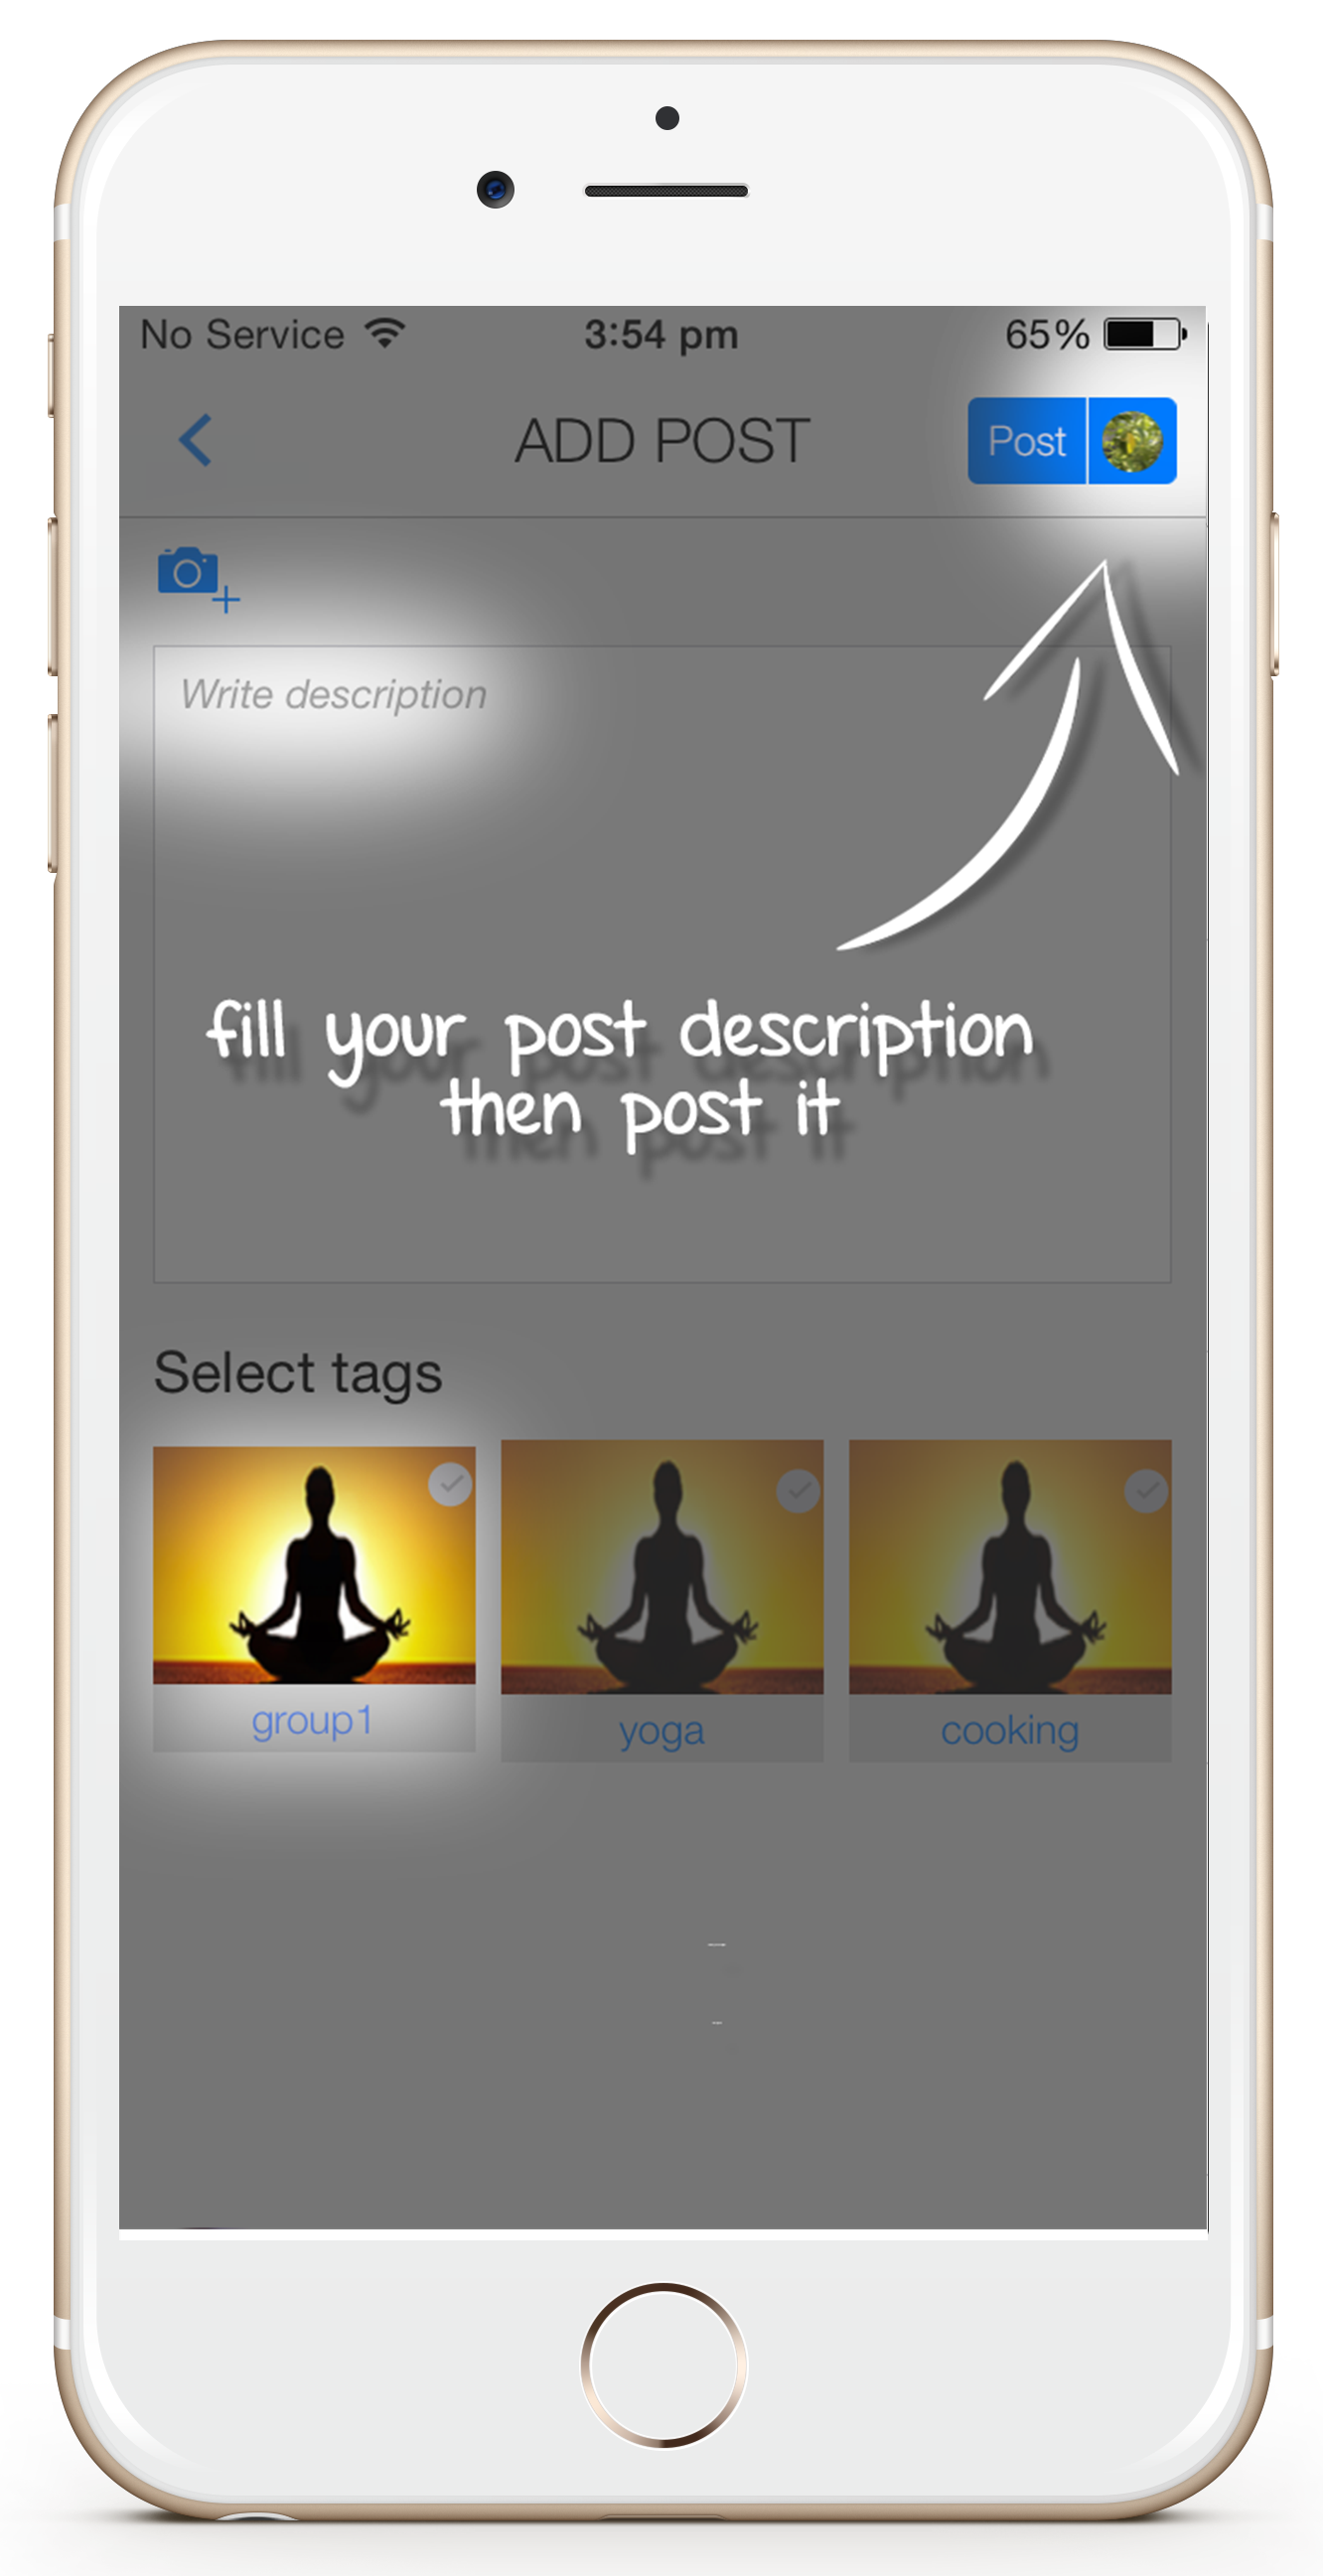 No Service 3:54 pm 65%
ADD POST Post
Write description
fill your post description
then post it
Select tags
group1 yoga cooking